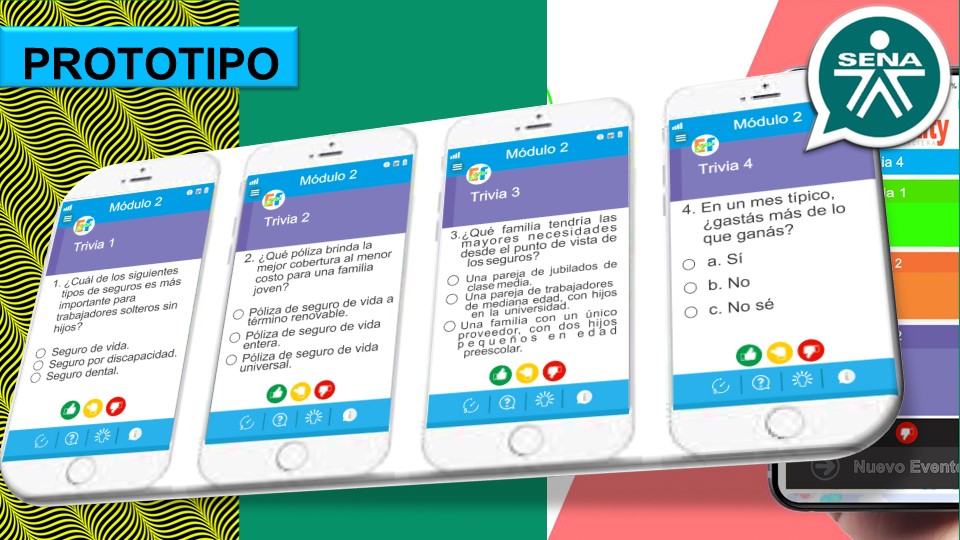 PROTOTIPO
SENA
Módulo 2
Trivia 1
1. ¿Cuál de los siguientes
tipos de seguros es más
importante para
trabajadores solteros sin
hijos?
Seguro de vida.
Seguro por discapacidad.
Seguro dental.
Módulo 2
Trivia 2
2. ¿Qué póliza brinda la
mejor cobertura al menor
costo para una familia
joven?
Póliza de seguro de vida a
término renovable.
Póliza de seguro de vida
entera.
Póliza de seguro de vida
universal.
Módulo 2
Trivia 3
3.¿Qué familia tendría las
mayores necesidades
desde el punto de vista de
los seguros?
Una pareja de jubilados de
clase media.
Una pareja de trabajadores
de mediana edad, con hijos
en la universidad.
Una familia con un único
proveedor, con dos hijos
pequeños en edad
preescolar.
Módulo 2
Trivia 4
4. En un mes típico,
¿gastás más de lo
que ganás?
a. Sí
b. No
c. No sé
ity
ia 4
a 1
2
Nuevo Evento